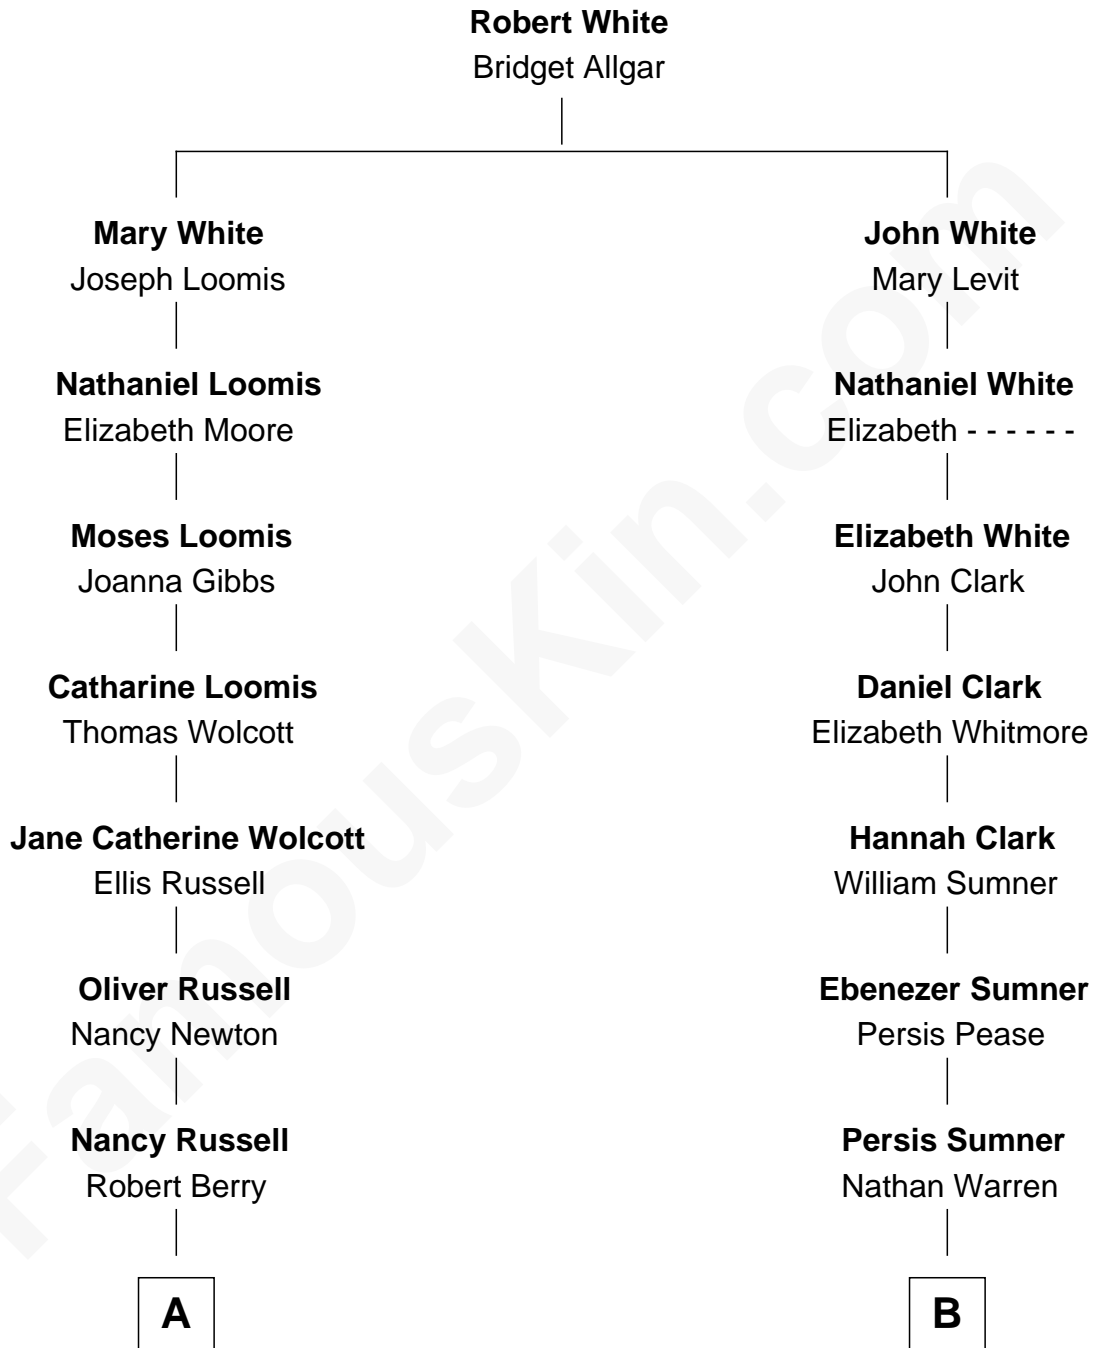 Robert White
Bridget Allgar
Mary White
Joseph Loomis
Nathaniel Loomis
Elizabeth Moore
Moses Loomis
Joanna Gibbs
Catharine Loomis
Thomas Wolcott
Jane Catherine Wolcott
Ellis Russell
Oliver Russell
Nancy Newton
Nancy Russell
Robert Berry
A
John White
Mary Levit
Nathaniel White
Elizabeth - - - - - -
Elizabeth White
John Clark
Daniel Clark
Elizabeth Whitmore
Hannah Clark
William Sumner
Ebenezer Sumner
Persis Pease
Persis Sumner
Nathan Warren
B
FamousKin.com